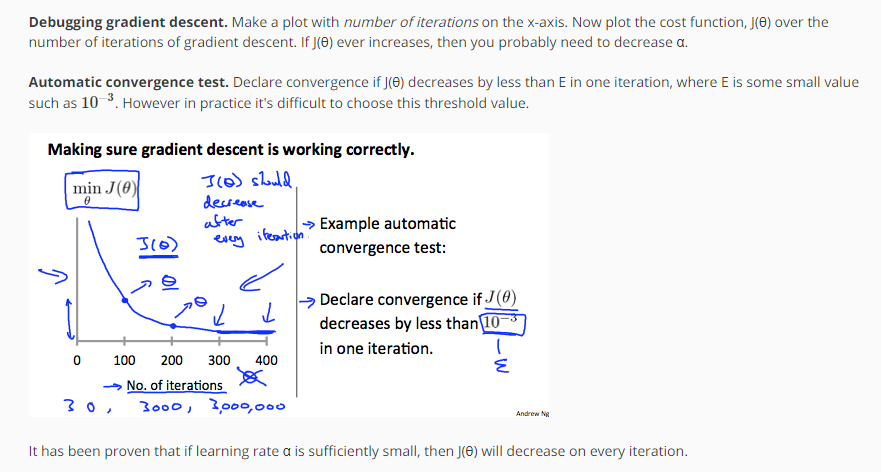 Debugging gradient descent. Make a plot with number of iterations on the x-axis. Now plot the cost function, J(θ) over the
number of iterations of gradient descent. If J(θ) ever increases, then you probably need to decrease α.
Automatic convergence test. Declare convergence if J(θ) decreases by less than E in one iteration, where E is some small value
such as 10⁻³. However in practice it's difficult to choose this threshold value.
Making sure gradient descent is working correctly.
min J(θ)
θ
J(θ) should
decrease
after
every iteration.
J(θ)
θ
θ
→ Example automatic
convergence test:
→ Declare convergence if J(θ)
decreases by less than 10⁻³
in one iteration.
ε
0 100 200 300 400
→ No. of iterations
30, 3000, 3,000,000
Andrew Ng
It has been proven that if learning rate α is sufficiently small, then J(θ) will decrease on every iteration.